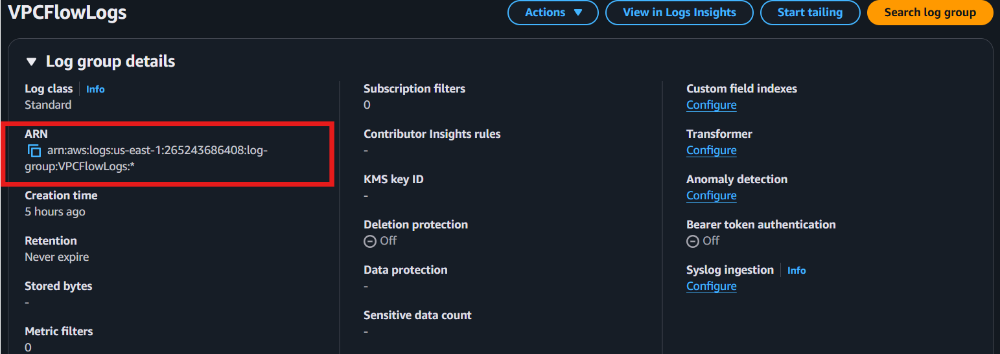 VPCFlowLogs
Actions
View in Logs Insights
Start tailing
Search log group
Log group details
Log class
Info
Standard
ARN
arn:aws:logs:us-east-1:265243686408:log-
group:VPCFlowLogs:*
Creation time
5 hours ago
Retention
Never expire
Stored bytes
-
Metric filters
0
Subscription filters
0
Contributor Insights rules
-
KMS key ID
-
Deletion protection
Off
Data protection
-
Sensitive data count
-
Custom field indexes
Configure
Transformer
Configure
Anomaly detection
Configure
Bearer token authentication
Off
Syslog ingestion
Info
Configure